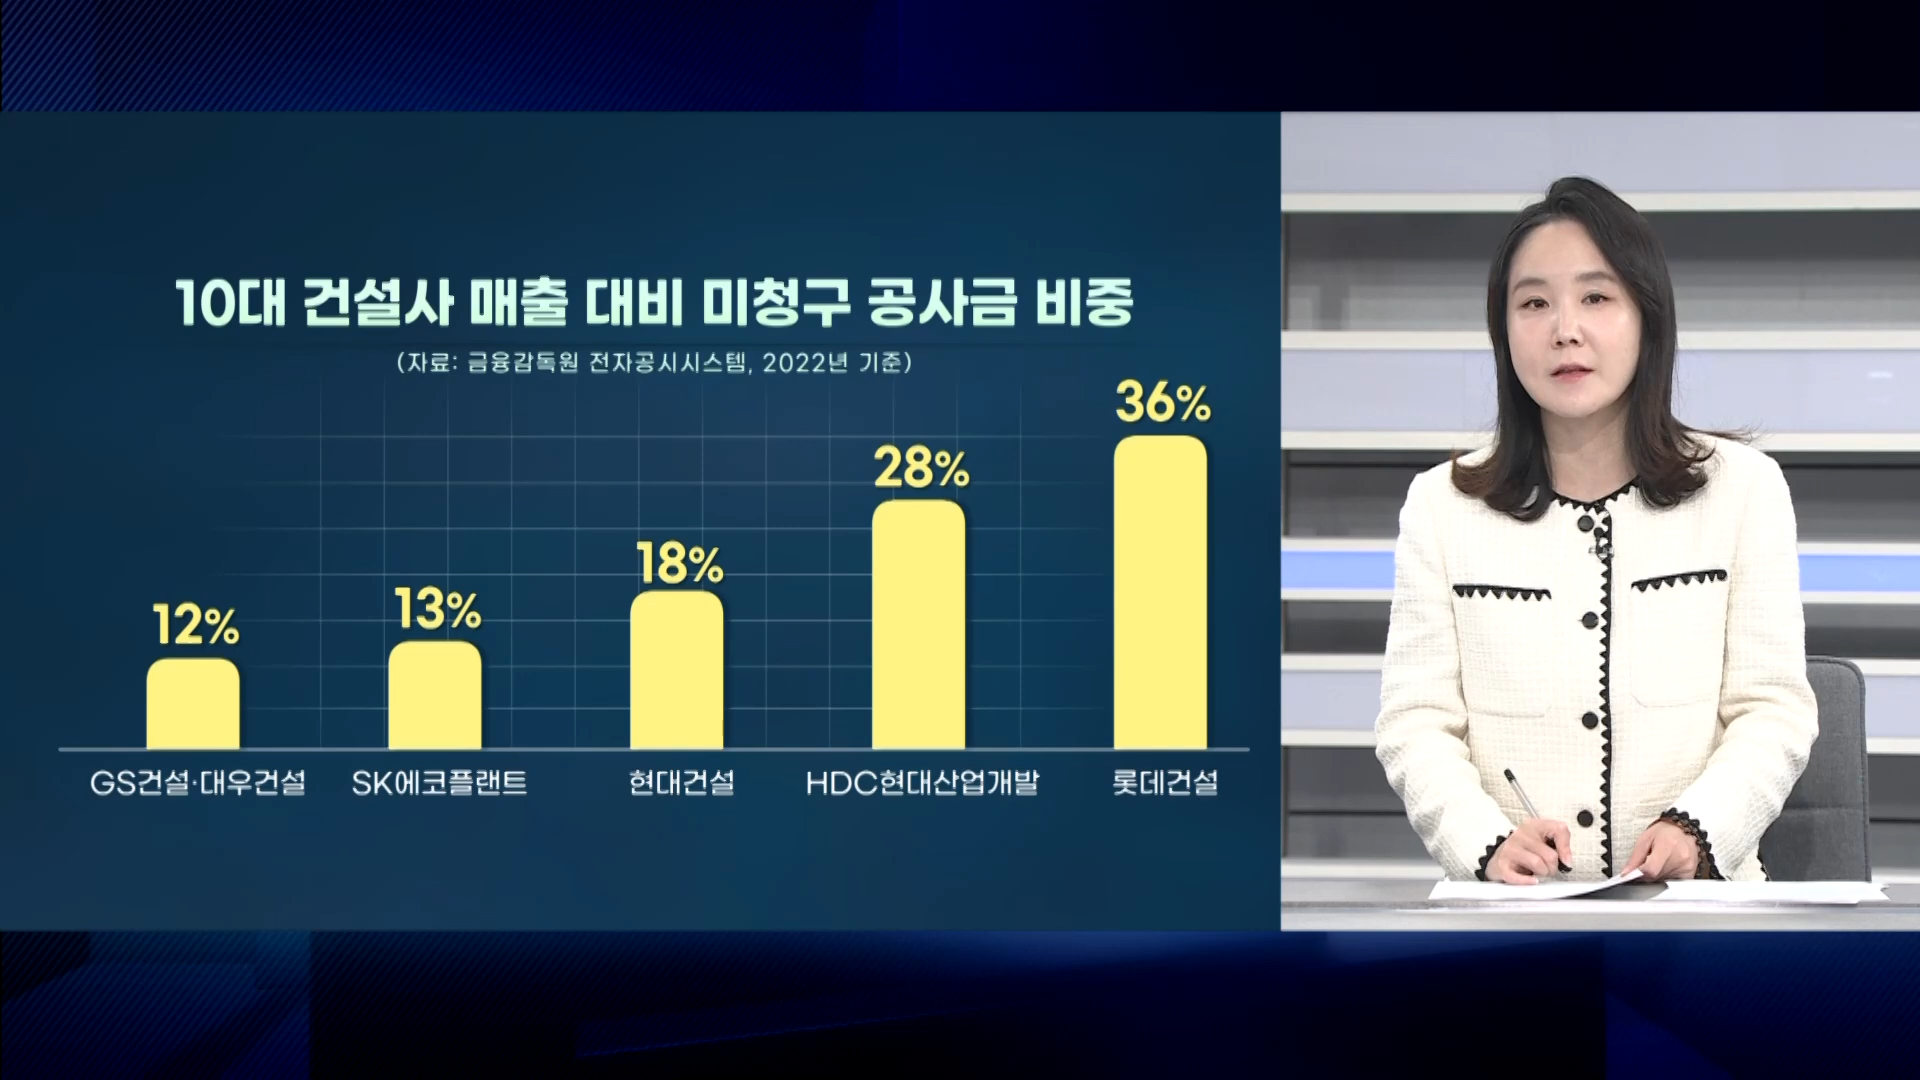 10대 건설사 매출 대비 미청구 공사금 비중
(자료: 금융감독원 전자공시시스템, 2022년 기준)
12%
13%
18%
28%
36%
GS건설·대우건설
SK에코플랜트
현대건설
HDC현대산업개발
롯데건설